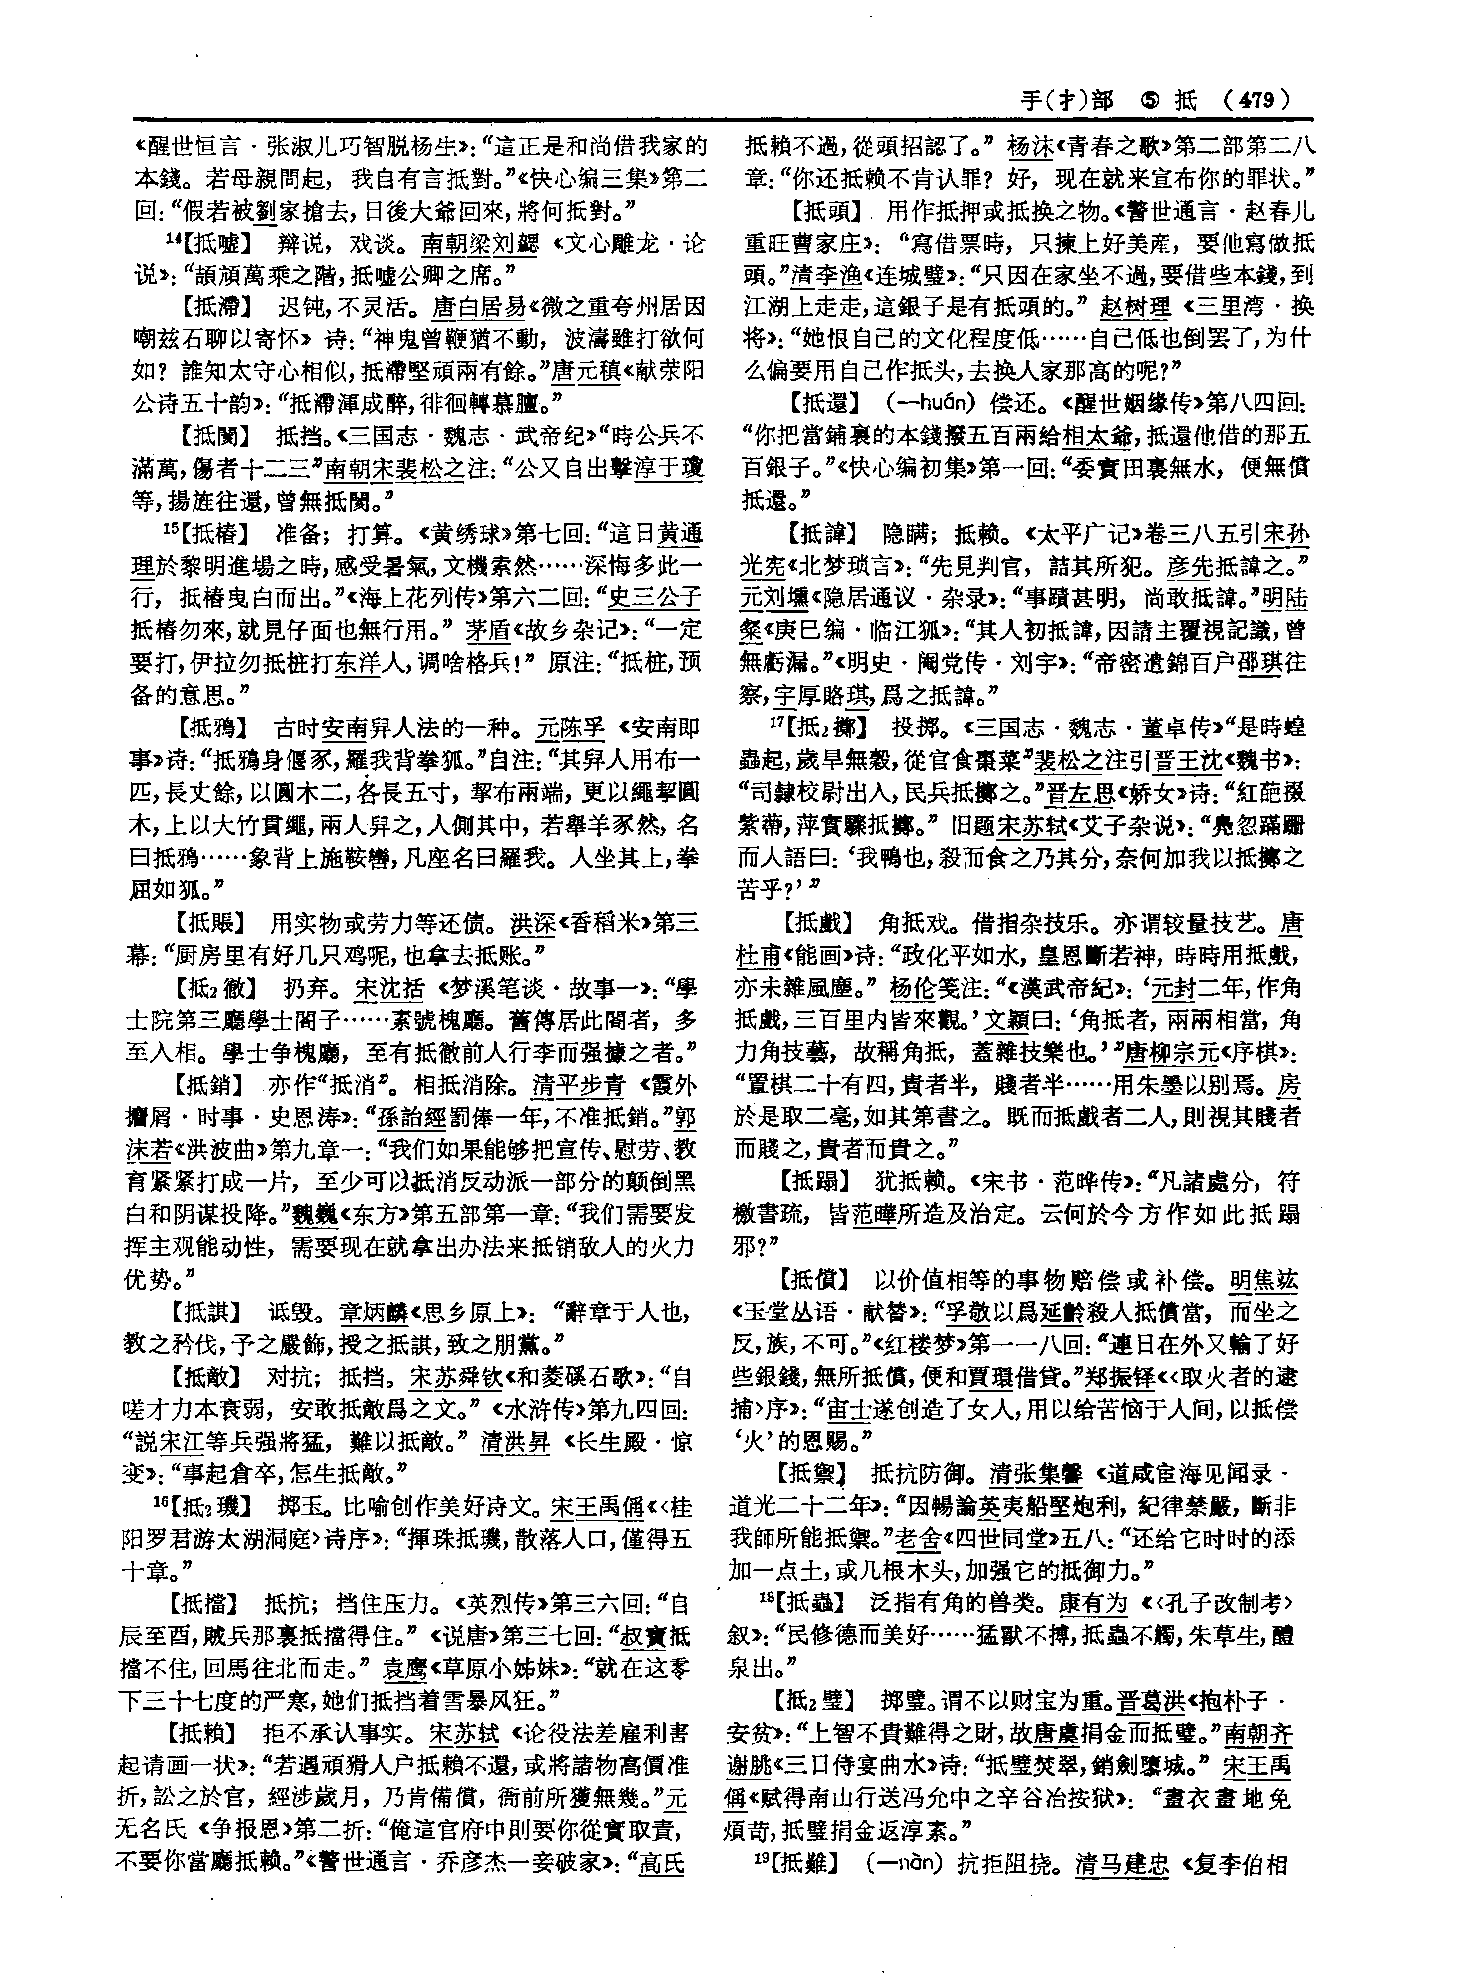 手(扌)部 ⑤ 抵 (479)
《醒世恒言·张淑儿巧智脱杨生》：“這正是和尚借我家的
本錢。若母親問起，我自有言抵對。”《快心编三集》第二
回：“假若被劉家搶去，日後大爺回來，將何抵對。”
14【抵嘘】 辩说，戏谈。南朝梁刘勰《文心雕龙·论
说》：“頡頏萬乘之階，抵嘘公卿之席。”
【抵滯】 迟钝，不灵活。唐白居易《微之重夸州居因
嘲兹石聊以寄怀》诗：“神鬼曾鞭猶不動，波濤雖打欲何
如？誰知太守心相似，抵滯堅頑兩有餘。”唐元稹《献荥阳
公诗五十韵》：“抵滯渾成醉，徘徊轉慕膻。”
【抵閡】 抵挡。《三国志·魏志·武帝纪》“時公兵不
滿萬，傷者十二三”南朝宋裴松之注：“公又自出擊淳于瓊
等，揚旌往還，曾無抵閡。”
15【抵樁】 准备；打算。《黄绣球》第七回：“這日黄通
理於黎明進場之時，感受暑氣，文機索然……深悔多此一
行，抵樁曳白而出。”《海上花列传》第六二回：“史三公子
抵樁勿來，就見仔面也無行用。”茅盾《故乡杂记》：“一定
要打，伊拉勿抵桩打东洋人，调啥格兵！”原注：“抵桩，预
备的意思。”
【抵鴉】 古时安南舁人法的一种。元陈孚《安南即
事》诗：“抵鴉身偃豕，羅我背拳狐。”自注：“其舁人用布一
匹，長丈餘，以圓木二，各長五寸，挈布兩端，更以繩挈圓
木，上以大竹貫繩，兩人舁之，人側其中，若舉羊豕然，名
曰抵鴉……象背上施鞍轡，凡座名曰羅我。人坐其上，拳
屈如狐。”
【抵賬】 用实物或劳力等还债。洪深《香稻米》第三
幕：“厨房里有好几只鸡呢，也拿去抵账。”
【抵2徹】 扔弃。宋沈括《梦溪笔谈·故事一》：“學
士院第三廳學士閣子……素號槐廳。舊傳居此閣者，多
至入相。學士争槐廳，至有抵徹前人行李而强據之者。”
【抵銷】 亦作“抵消”。相抵消除。清平步青《霞外
攟屑·时事·史恩涛》：“孫詒經罰俸一年，不准抵銷。”郭
沫若《洪波曲》第九章一：“我们如果能够把宣传、慰劳、教
育紧紧打成一片，至少可以抵消反动派一部分的颠倒黑
白和阴谋投降。”魏巍《东方》第五部第一章：“我们需要发
挥主观能动性，需要现在就拿出办法来抵销敌人的火力
优势。”
【抵諆】 诋毁。章炳麟《思乡原上》：“辭章于人也，
教之矜伐，予之嚴飾，授之抵諆，致之朋黨。”
【抵敵】 对抗；抵挡。宋苏舜钦《和菱磎石歌》：“自
嗟才力本衰弱，安敢抵敵爲之文。”《水浒传》第九四回：
“説宋江等兵强將猛，難以抵敵。”清洪昇《长生殿·惊
变》：“事起倉卒，怎生抵敵。”
16【抵2璣】 掷玉。比喻创作美好诗文。宋王禹偁《〈桂
阳罗君游太湖洞庭〉诗序》：“揮珠抵璣，散落人口，僅得五
十章。”
【抵擋】 抵抗；挡住压力。《英烈传》第三六回：“自
辰至酉，賊兵那裏抵擋得住。”《说唐》第三七回：“叔寶抵
擋不住，回馬往北而走。”袁鹰《草原小姊妹》：“就在这零
下三十七度的严寒，她们抵挡着雪暴风狂。”
【抵賴】 拒不承认事实。宋苏轼《论役法差雇利害
起请画一状》：“若遇頑猾人户抵賴不還，或將諸物高價准
折，訟之於官，經涉歲月，乃肯備償，衙前所獲無幾。”元
无名氏《争报恩》第二折：“俺這官府中則要你從實取責，
不要你當廳抵赖。”《警世通言·乔彦杰一妾破家》：“高氏
抵賴不過，從頭招認了。”杨沫《青春之歌》第二部第二八
章：“你还抵赖不肯认罪？好，现在就来宣布你的罪状。”
【抵頭】 用作抵押或抵换之物。《警世通言·赵春儿
重旺曹家庄》：“寫借票時，只揀上好美産，要他寫做抵
頭。”清李渔《连城璧》：“只因在家坐不過，要借些本錢，到
江湖上走走，這銀子是有抵頭的。”赵树理《三里湾·换
将》：“她恨自己的文化程度低……自己低也倒罢了，为什
么偏要用自己作抵头，去换人家那高的呢？”
【抵還】 (—huán) 偿还。《醒世姻缘传》第八四回：
“你把當鋪裏的本錢撥五百兩給相太爺，抵還他借的那五
百銀子。”《快心编初集》第一回：“委實田裏無水，便無償
抵還。”
【抵諱】 隐瞒；抵赖。《太平广记》卷三八五引宋孙
光宪《北梦琐言》：“先見判官，詰其所犯。彦先抵諱之。”
元刘壎《隐居通议·杂录》：“事蹟甚明，尚敢抵諱。”明陆
粲《庚巳编·临江狐》：“其人初抵諱，因請主覆視記識，曾
無虧漏。”《明史·阉党传·刘宇》：“帝密遣錦百户邵琪往
察，宇厚賂琪，爲之抵諱。”
17【抵2擲】 投掷。《三国志·魏志·董卓传》“是時蝗
蟲起，歲旱無穀，從官食棗菜”裴松之注引晋王沈《魏书》：
“司隸校尉出入，民兵抵擲之。”晋左思《娇女》诗：“紅葩掇
紫蔕，萍實驟抵擲。”旧题宋苏轼《艾子杂说》：“鳧忽蹣跚
而人語曰：‘我鴨也，殺而食之乃其分，奈何加我以抵擲之
苦乎？’”
【抵戲】 角抵戏。借指杂技乐。亦谓较量技艺。唐
杜甫《能画》诗：“政化平如水，皇恩斷若神，時時用抵戲，
亦未雜風塵。”杨伦笺注：“《漢武帝紀》：‘元封二年，作角
抵戲，三百里内皆來觀。’文穎曰：‘角抵者，兩兩相當，角
力角技藝，故稱角抵，蓋雜技樂也。’”唐柳宗元《序棋》：
“置棋二十有四，貴者半，賤者半……用朱墨以别焉。房
於是取二毫，如其第書之。既而抵戲者二人，則視其賤者
而賤之，貴者而貴之。”
【抵蹋】 犹抵赖。《宋书·范晔传》：“凡諸處分，符
檄書疏，皆范曄所造及治定。云何於今方作如此抵蹋
邪？”
【抵償】 以价值相等的事物赔偿或补偿。明焦竑
《玉堂丛语·献替》：“孚敬以爲延齡殺人抵償當，而坐之
反，族，不可。”《红楼梦》第一一八回：“連日在外又輸了好
些銀錢，無所抵償，便和賈環借貸。”郑振铎《〈取火者的逮
捕〉序》：“宙士遂创造了女人，用以给苦恼于人间，以抵偿
‘火’的恩赐。”
【抵禦】 抵抗防御。清张集馨《道咸宦海见闻录·
道光二十二年》：“因暢論英夷船堅炮利，紀律禁嚴，斷非
我師所能抵禦。”老舍《四世同堂》五八：“还给它时时的添
加一点土，或几根木头，加强它的抵御力。”
18【抵蟲】 泛指有角的兽类。康有为《〈孔子改制考〉
叙》：“民修德而美好……猛獸不搏，抵蟲不觸，朱草生，醴
泉出。”
【抵2璧】 掷璧。谓不以财宝为重。晋葛洪《抱朴子·
安贫》：“上智不貴難得之財，故唐虞捐金而抵璧。”南朝齐
谢朓《三日侍宴曲水》诗：“抵璧焚翠，銷劍隳城。”宋王禹
偁《赋得南山行送冯允中之辛谷冶按狱》：“畫衣畫地免
煩苛，抵璧捐金返淳素。”
19【抵難】 (—nàn) 抗拒阻挠。清马建忠《复李伯相